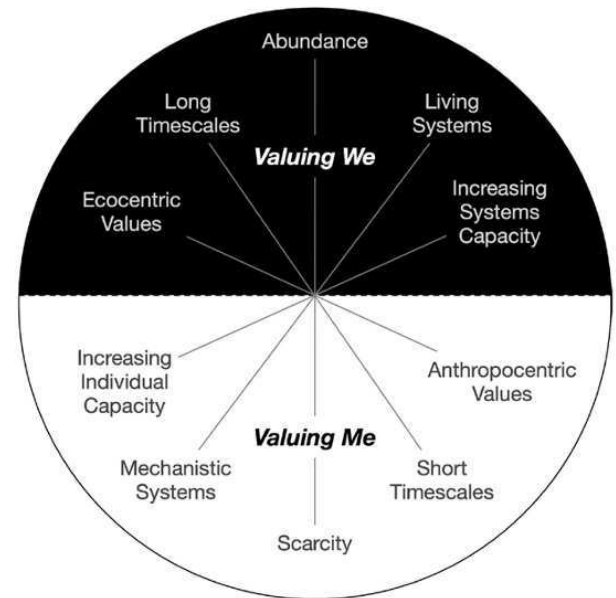 Abundance
Long
Timescales
Living
Systems
Valuing We
Ecocentric
Values
Increasing
Systems
Capacity
Increasing
Individual
Capacity
Anthropocentric
Values
Valuing Me
Mechanistic
Systems
Short
Timescales
Scarcity